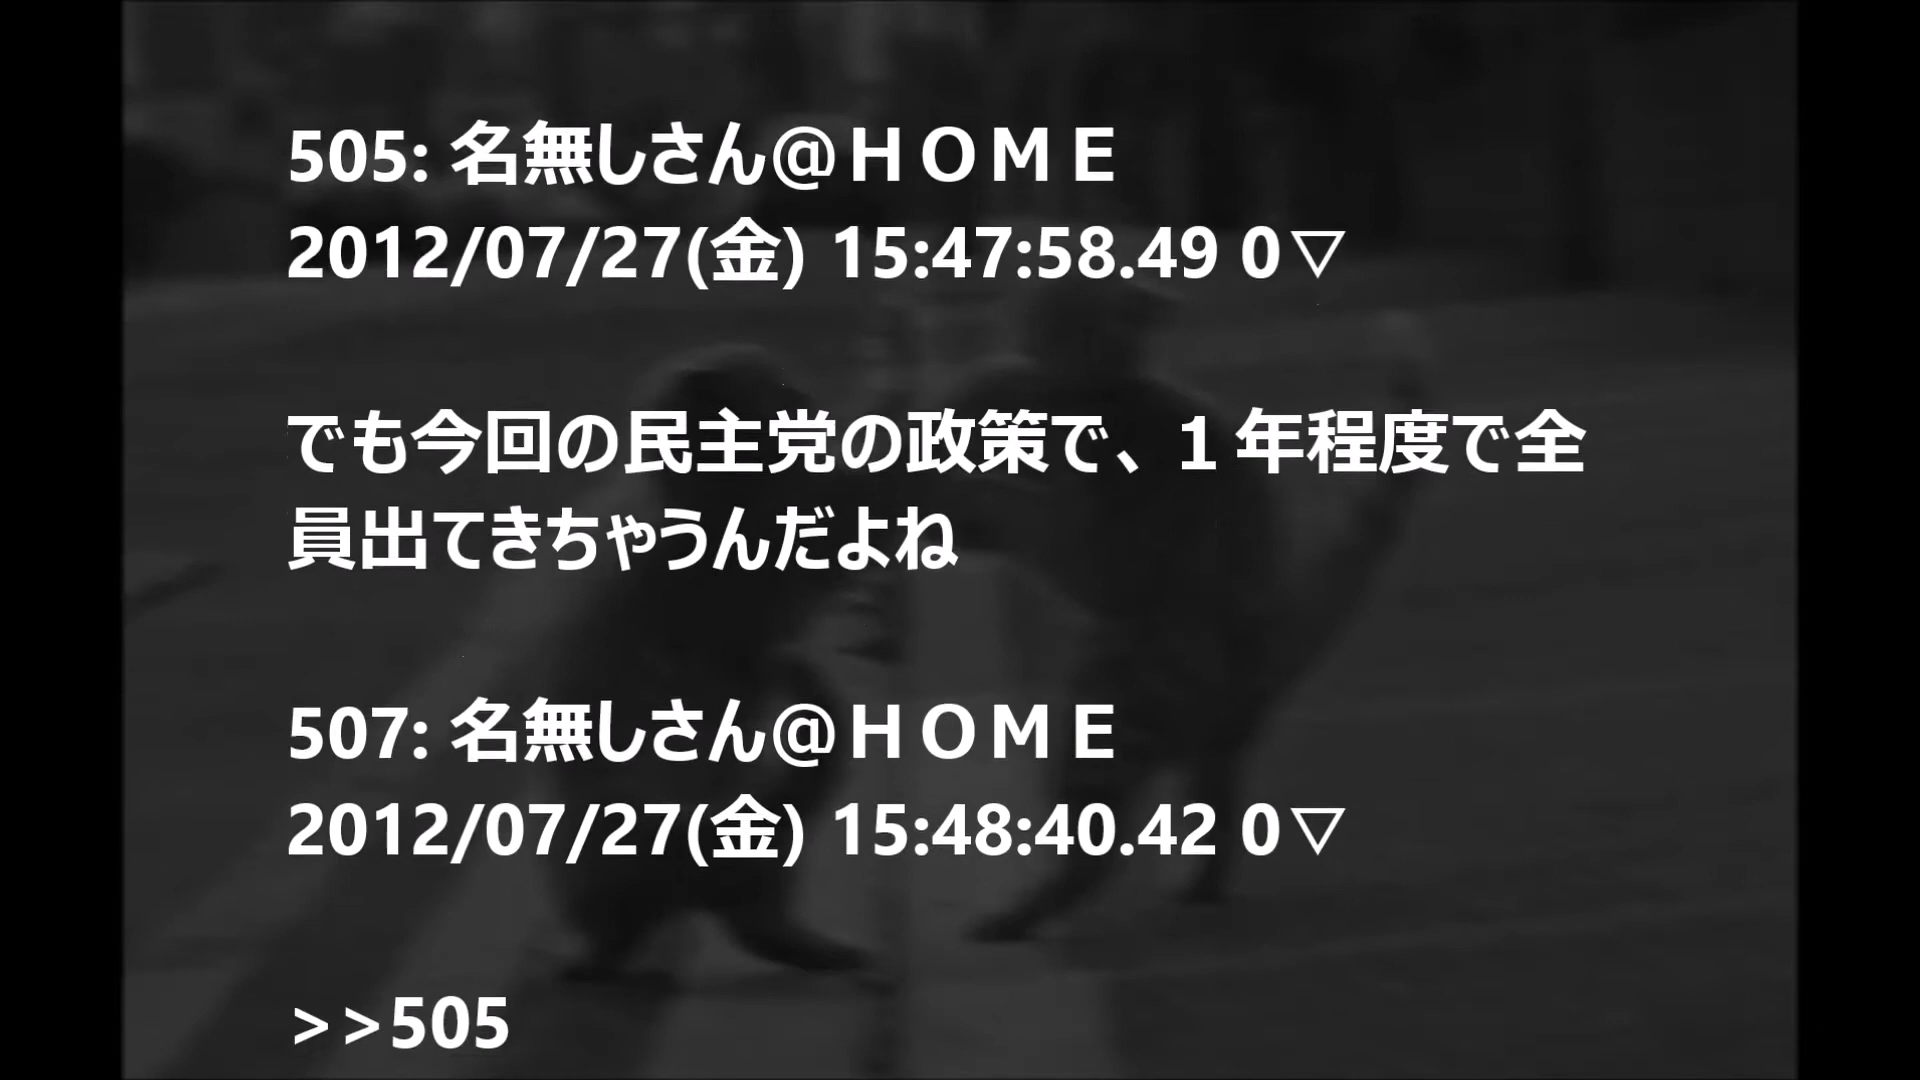 505: 名無しさん@ＨＯＭＥ
2012/07/27(金) 15:47:58.49 0▽
でも今回の民主党の政策で、１年程度で全
員出てきちゃうんだよね
507: 名無しさん@ＨＯＭＥ
2012/07/27(金) 15:48:40.42 0▽
>>505